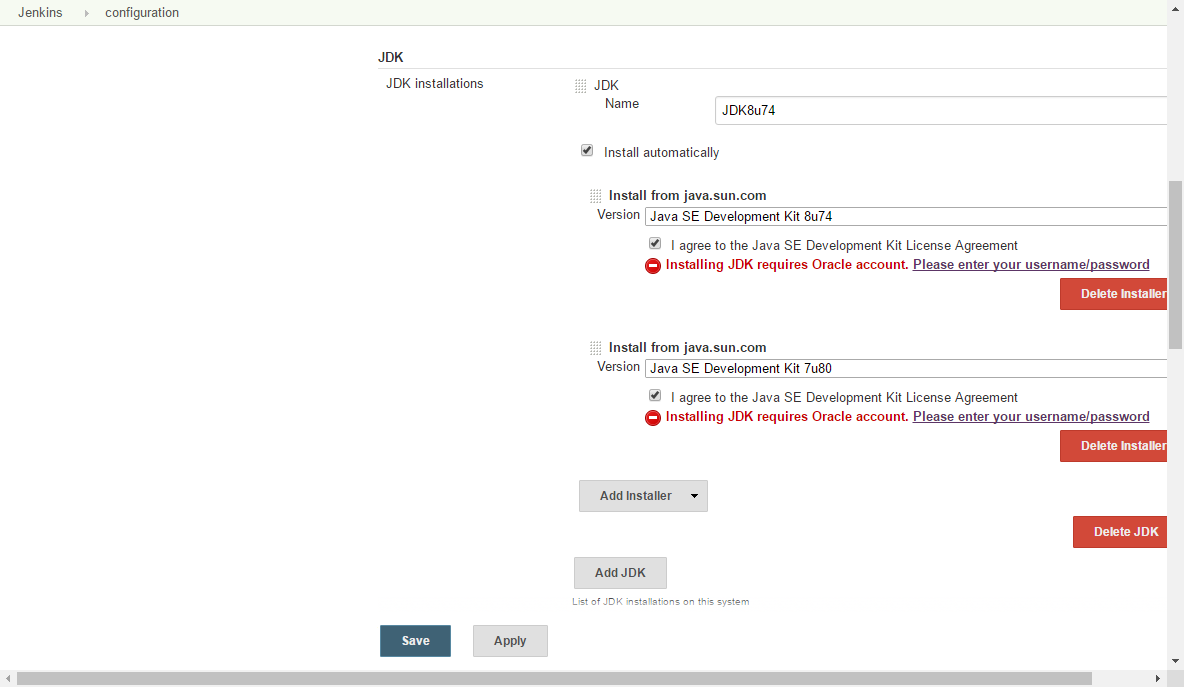 Jenkins configuration
JDK
JDK installations
JDK
Name
JDK8u74
Install automatically
Install from java.sun.com
Version Java SE Development Kit 8u74
I agree to the Java SE Development Kit License Agreement
Installing JDK requires Oracle account. Please enter your username/password
Delete Installer
Install from java.sun.com
Version Java SE Development Kit 7u80
I agree to the Java SE Development Kit License Agreement
Installing JDK requires Oracle account. Please enter your username/password
Delete Installer
Add Installer
Delete JDK
Add JDK
List of JDK installations on this system
Save Apply